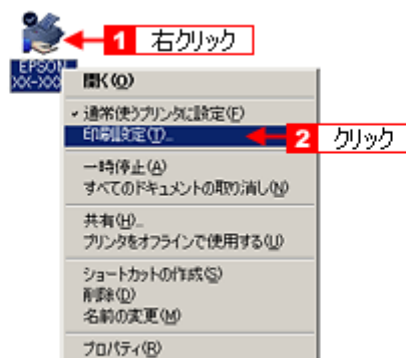 1 右クリック
EPSON
XX-XXX
開く(O)
通常使うプリンタに設定(F)
印刷設定(T)...
2 クリック
一時停止(A)
すべてのドキュメントの取り消し(N)
共有(H)...
プリンタをオフラインで使用する(U)
ショートカットの作成(S)
削除(D)
名前の変更(M)
プロパティ(R)